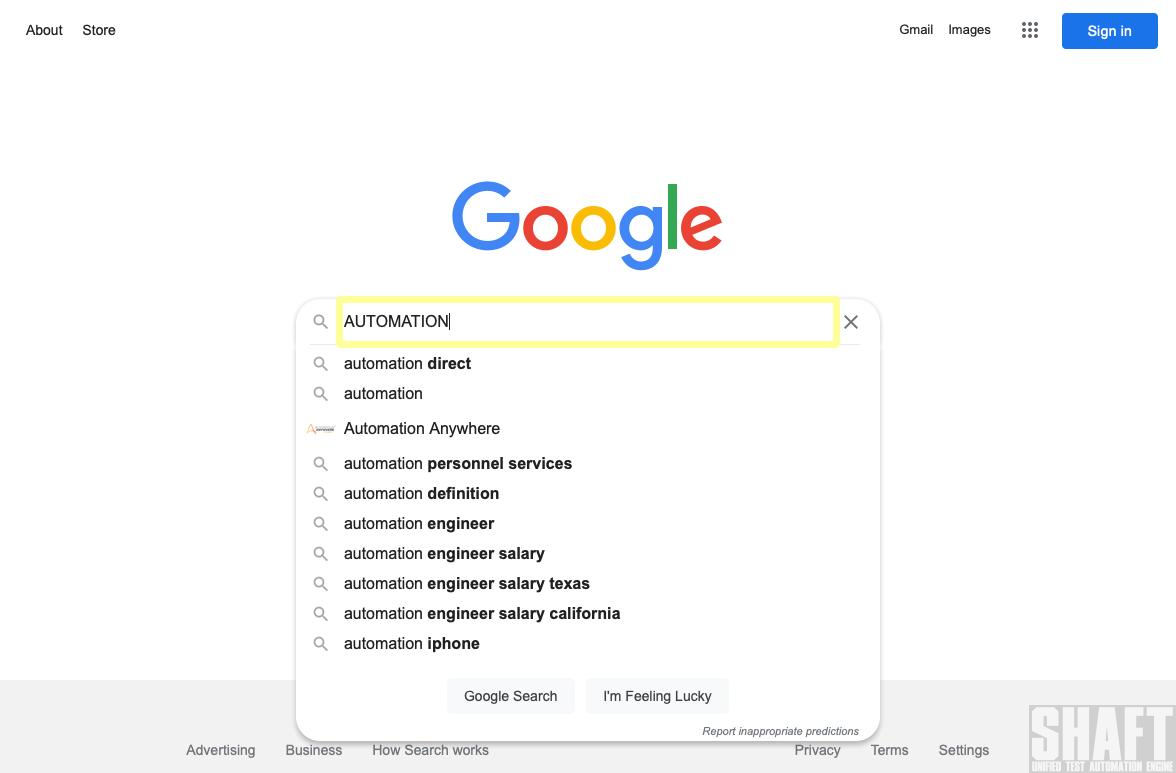 About Store Gmail Images Sign in
Google
AUTOMATION
automation direct
automation
Automation Anywhere
automation personnel services
automation definition
automation engineer
automation engineer salary
automation engineer salary texas
automation engineer salary california
automation iphone
Google Search I'm Feeling Lucky
Report inappropriate predictions
Advertising Business How Search works Privacy Terms Settings
SHAFT
UNIFIED TEST AUTOMATION ENGINE